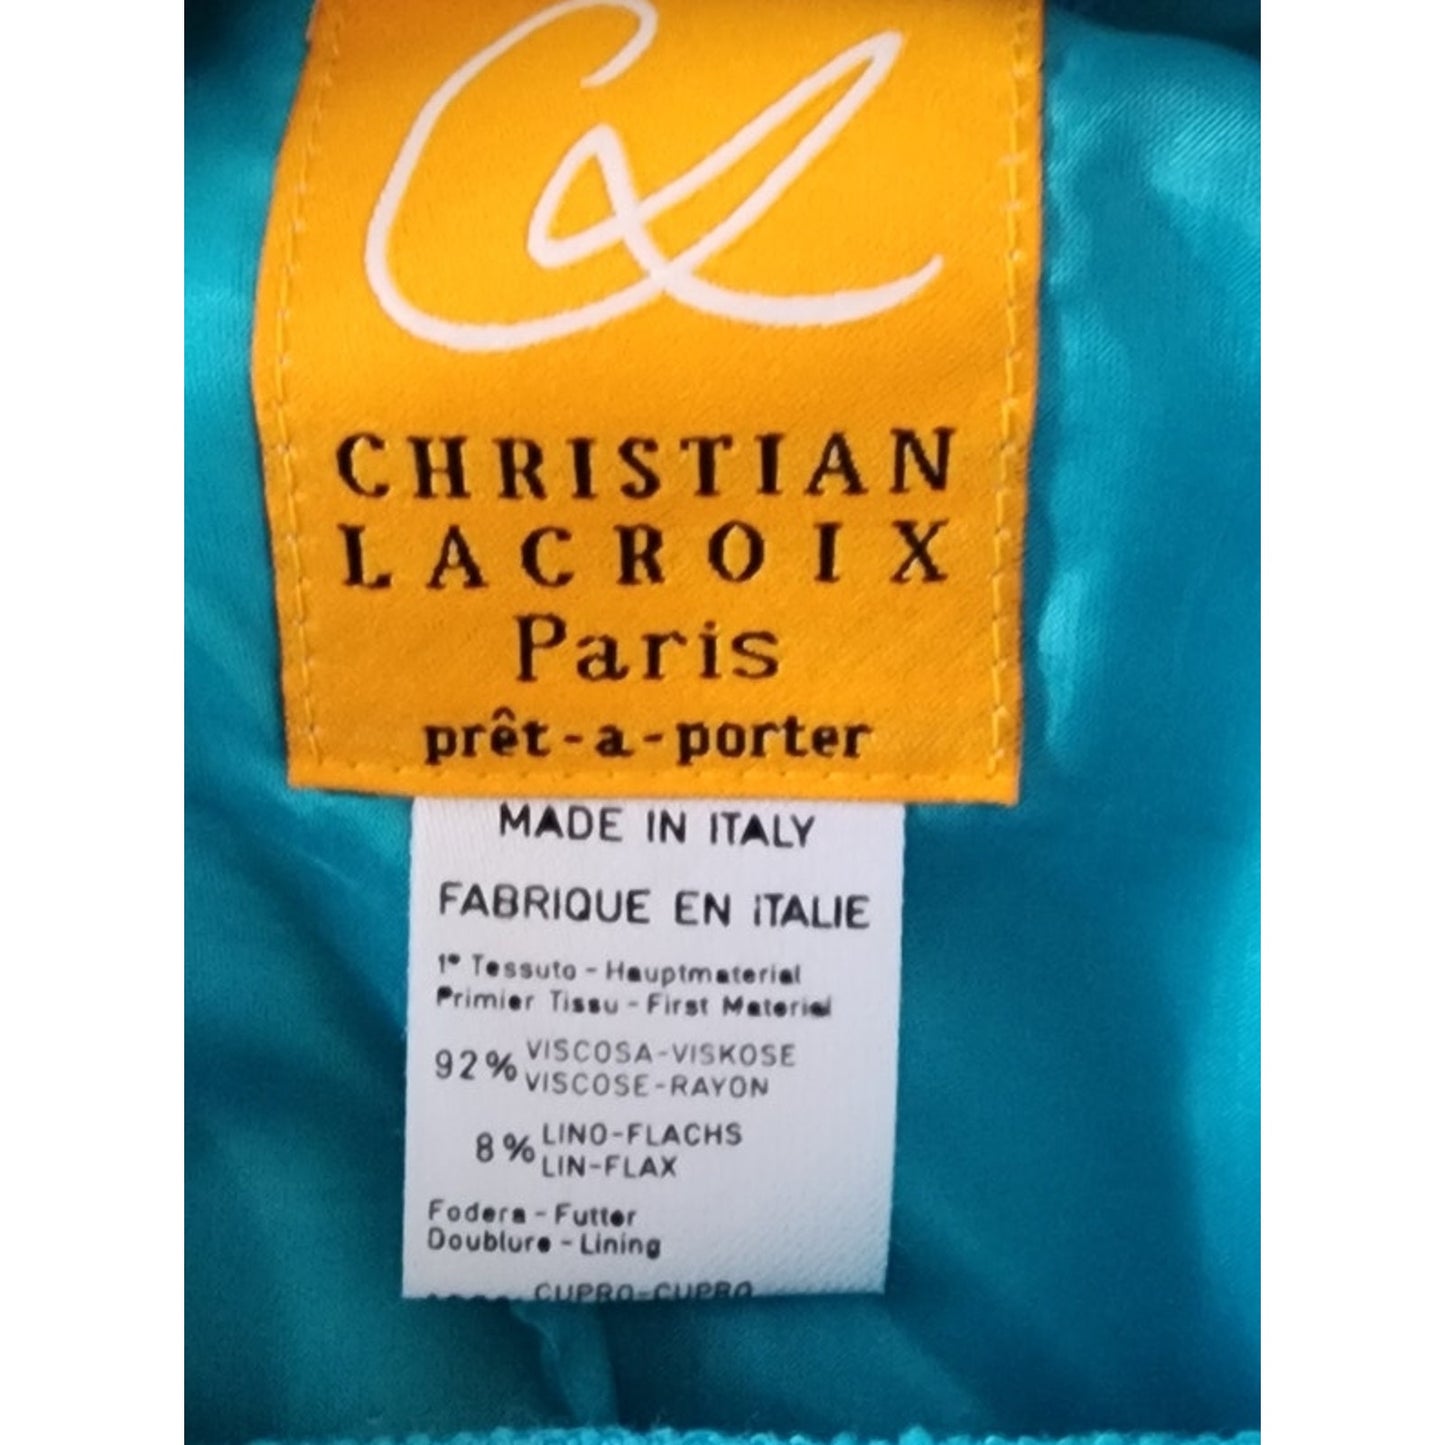 CL
CHRISTIAN
LACROIX
Paris
prêt-a-porter
MADE IN ITALY
FABRIQUE EN ITALIE
1° Tessuto - Hauptmaterial
Primier Tissu - First Material
92% VISCOSA-VISKOSE
VISCOSE-RAYON
8% LINO-FLACHS
LIN-FLAX
Fodera - Futter
Doublure - Lining
CUPRO-CUPRO